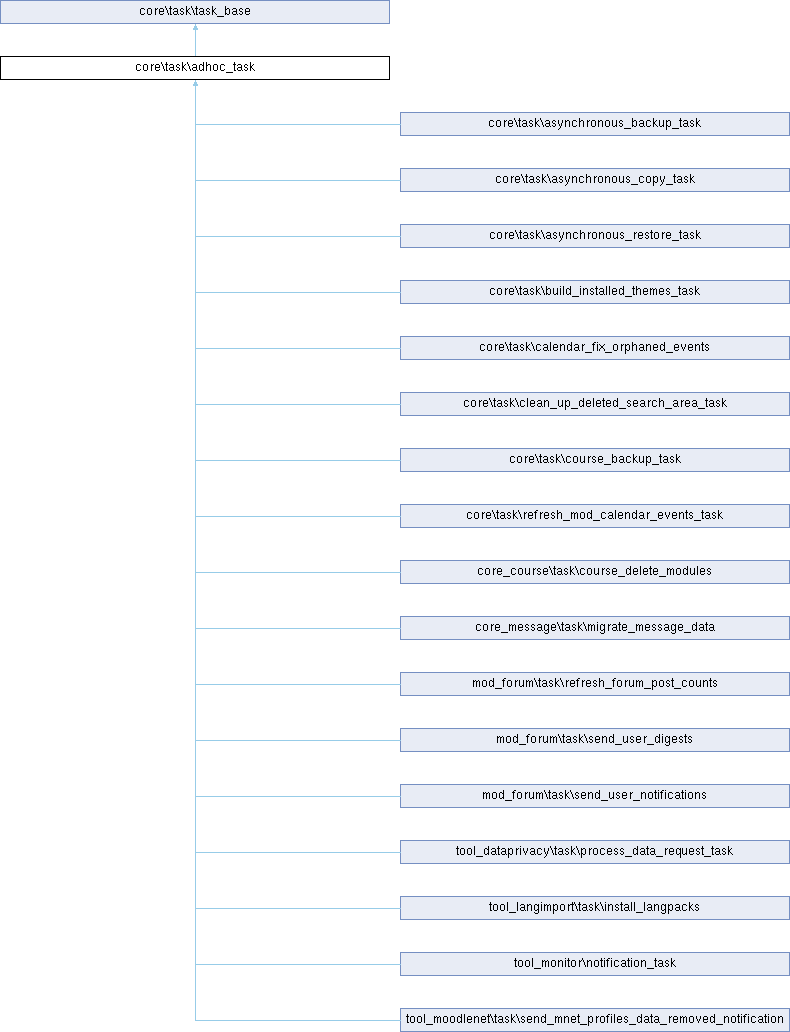 core\task\task_base
core\task\adhoc_task
core\task\asynchronous_backup_task
core\task\asynchronous_copy_task
core\task\asynchronous_restore_task
core\task\build_installed_themes_task
core\task\calendar_fix_orphaned_events
core\task\clean_up_deleted_search_area_task
core\task\course_backup_task
core\task\refresh_mod_calendar_events_task
core_course\task\course_delete_modules
core_message\task\migrate_message_data
mod_forum\task\refresh_forum_post_counts
mod_forum\task\send_user_digests
mod_forum\task\send_user_notifications
tool_dataprivacy\task\process_data_request_task
tool_langimport\task\install_langpacks
tool_monitor\notification_task
tool_moodlenet\task\send_mnet_profiles_data_removed_notification